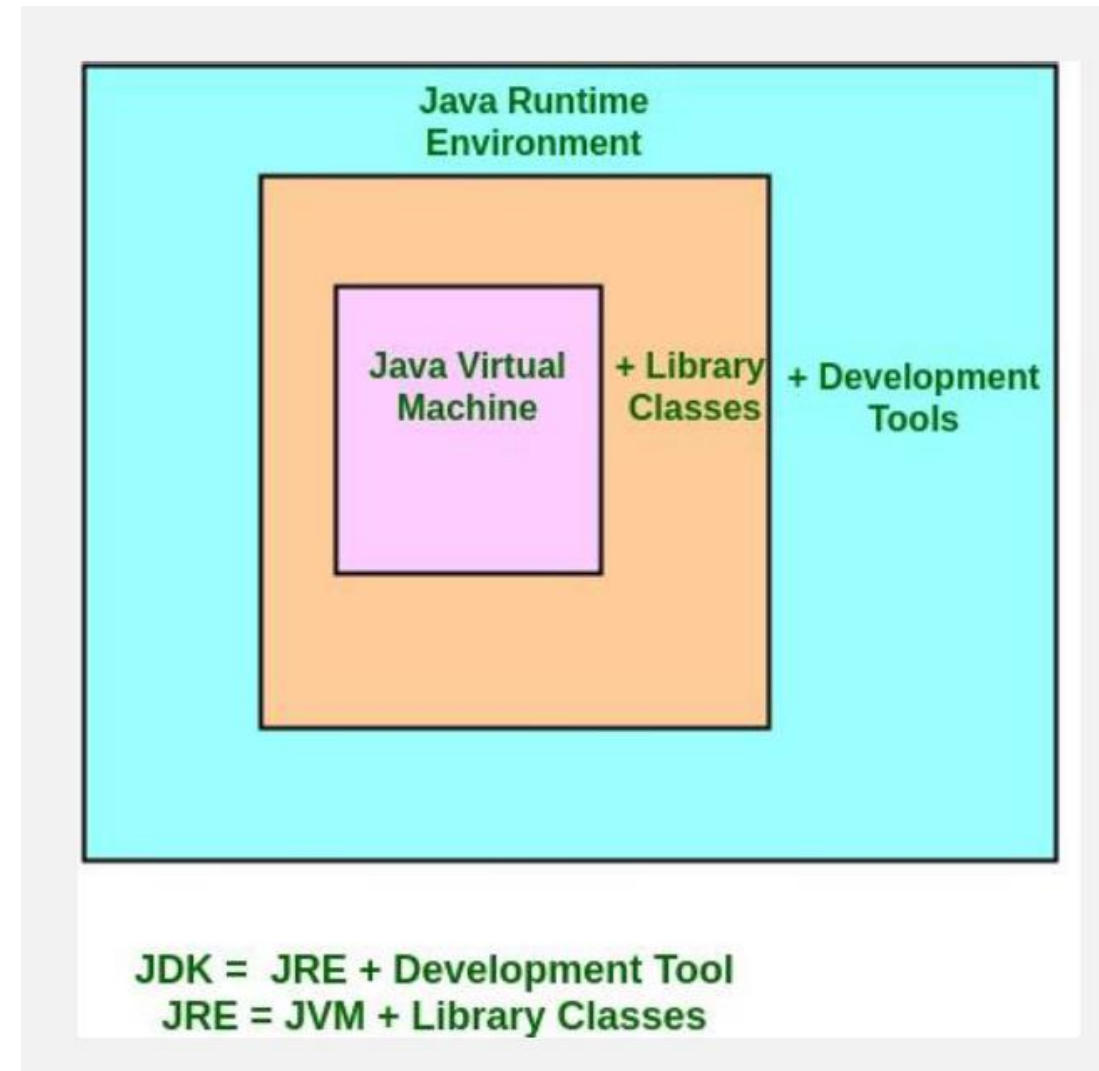 Java Runtime
Environment
Java Virtual
Machine
+ Library
Classes
+ Development
Tools
JDK = JRE + Development Tool
JRE = JVM + Library Classes